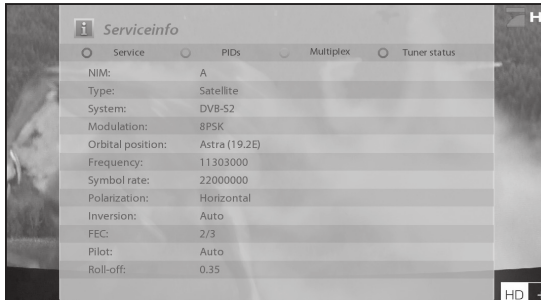 i Serviceinfo
Service PIDs Multiplex Tuner status
NIM: A
Type: Satellite
System: DVB-S2
Modulation: 8PSK
Orbital position: Astra (19.2E)
Frequency: 11303000
Symbol rate: 22000000
Polarization: Horizontal
Inversion: Auto
FEC: 2/3
Pilot: Auto
Roll-off: 0.35
HD